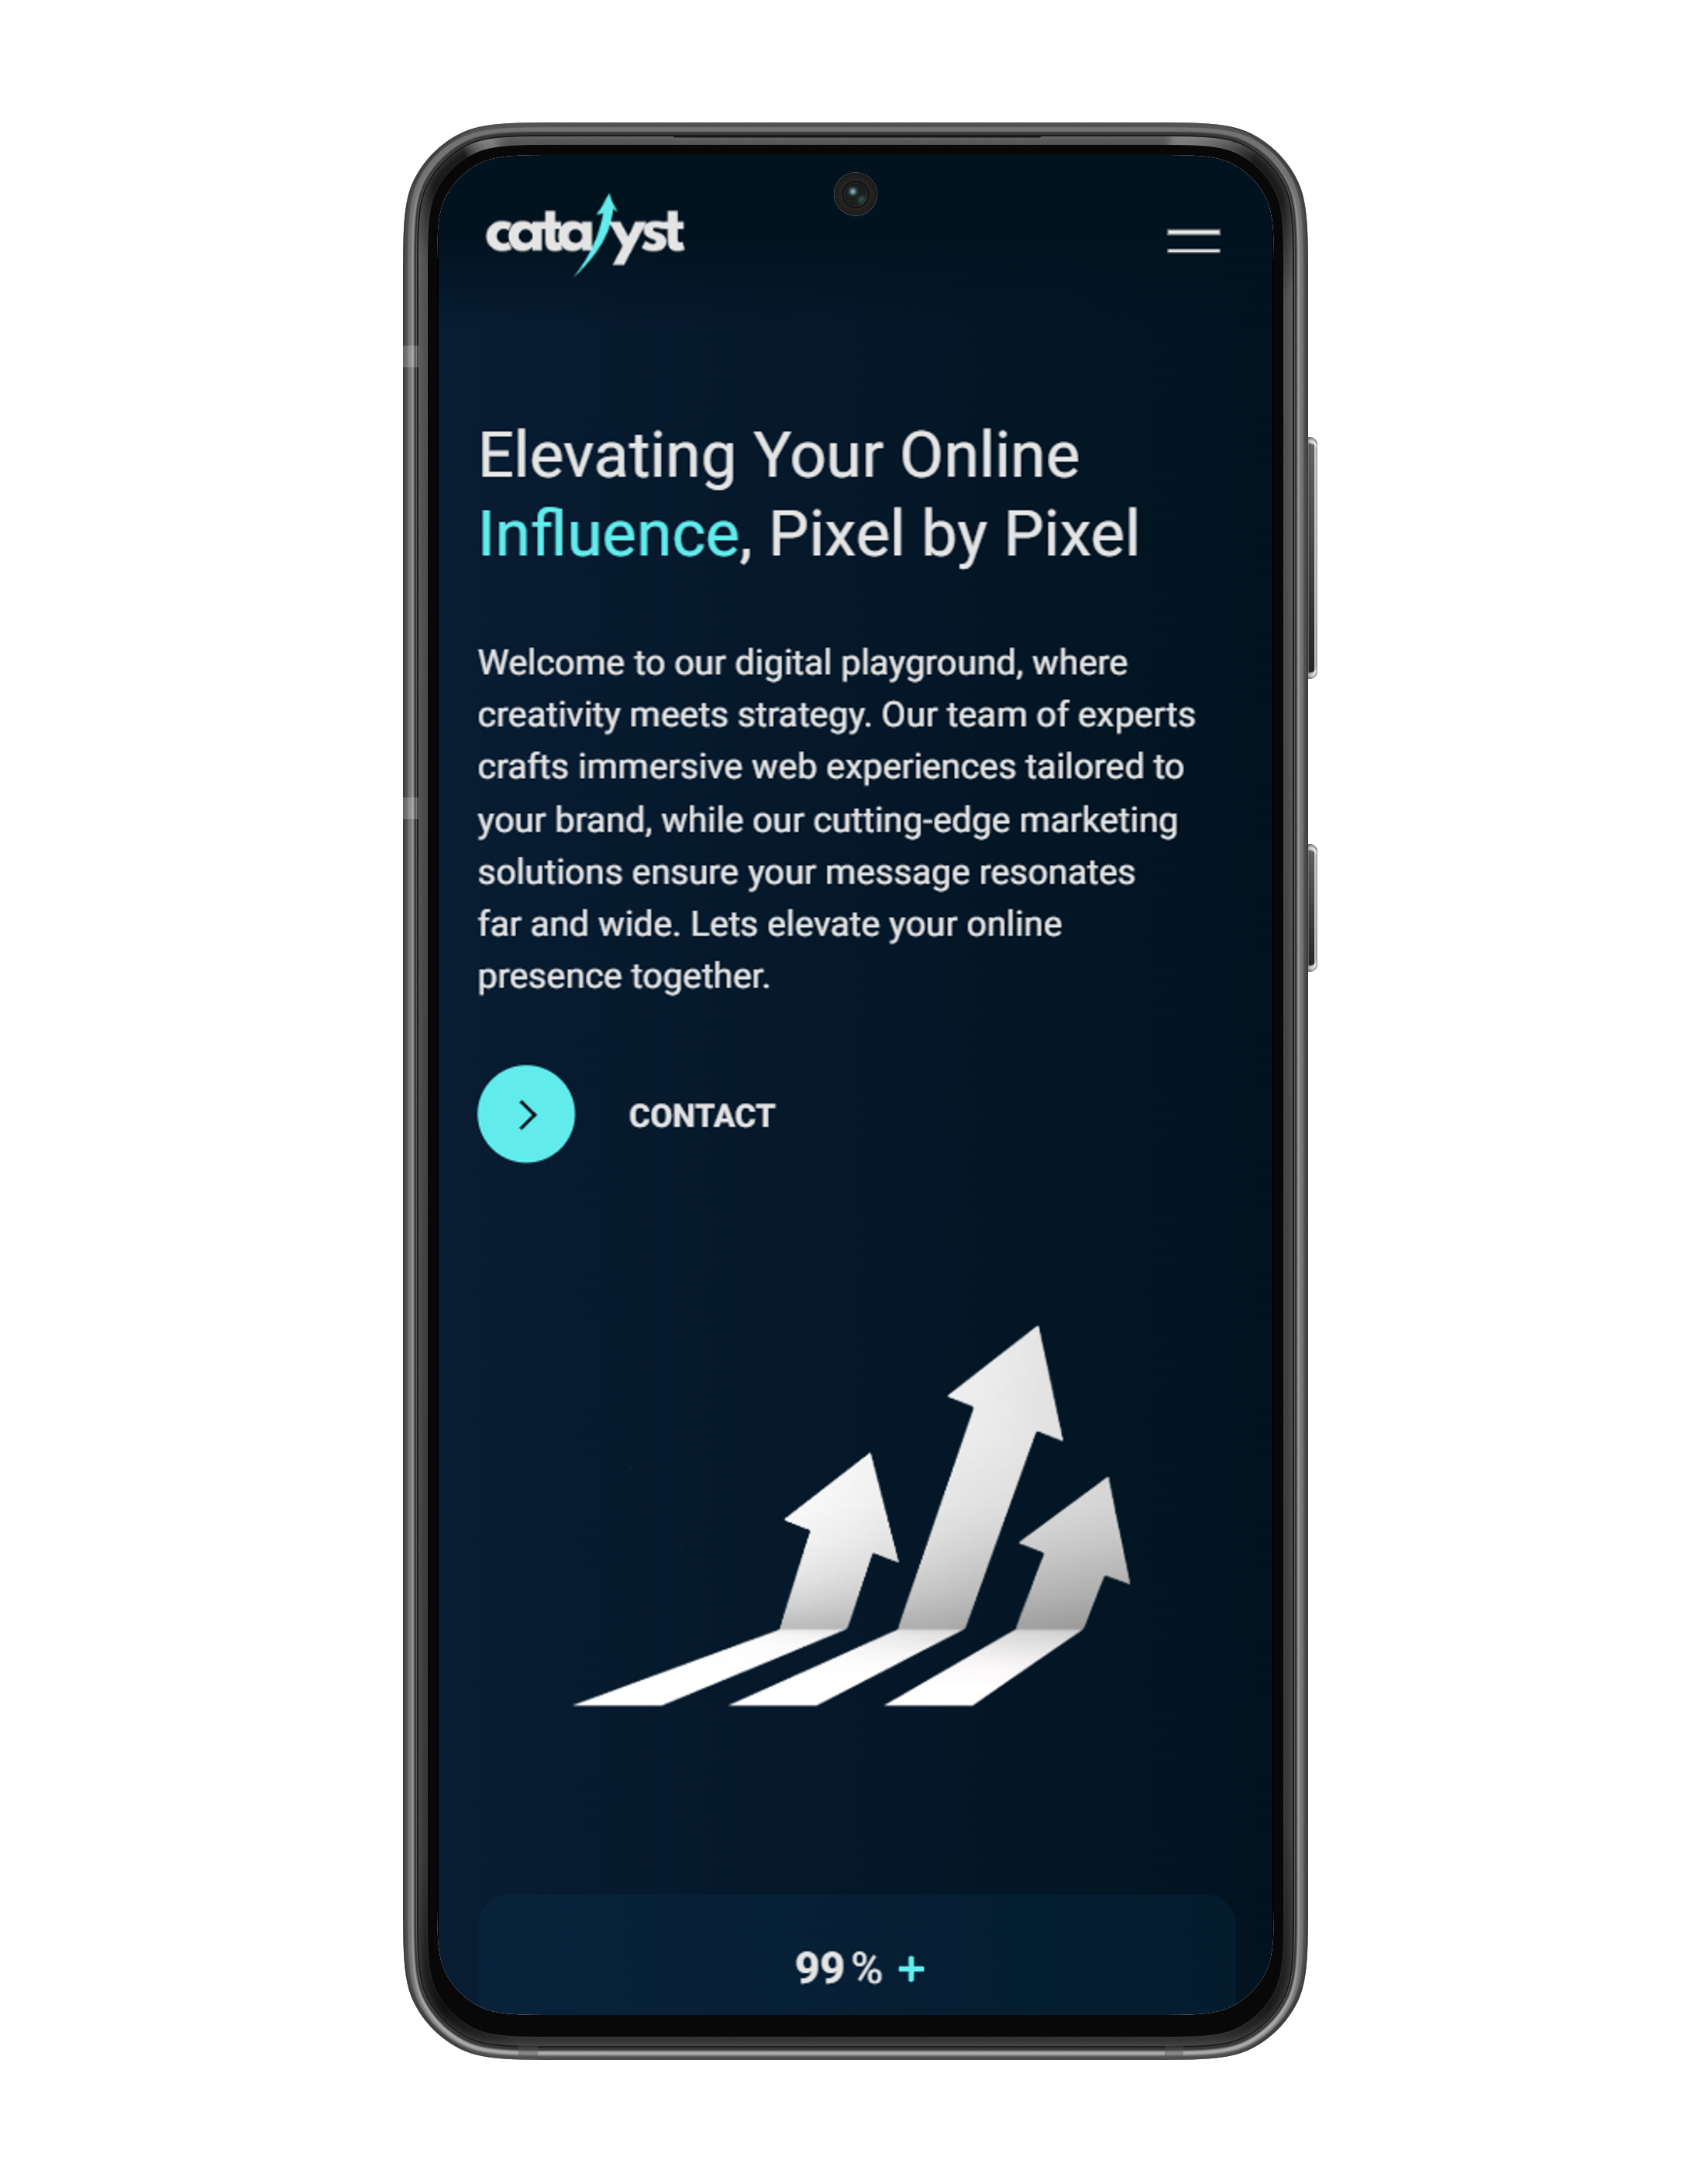 catalyst
Elevating Your Online
Influence, Pixel by Pixel
Welcome to our digital playground, where
creativity meets strategy. Our team of experts
crafts immersive web experiences tailored to
your brand, while our cutting-edge marketing
solutions ensure your message resonates
far and wide. Lets elevate your online
presence together.
CONTACT
99% +